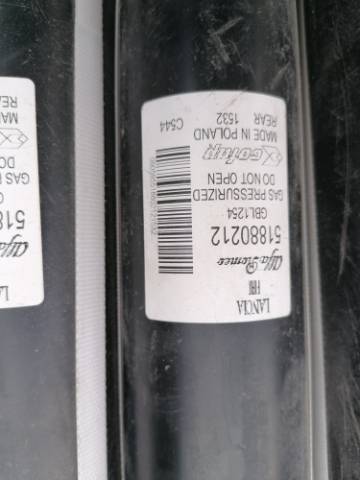 LANCIA
FIAT
Alfa Romeo
51880212
GBL1254
GAS PRESSURIZED
DO NOT OPEN
Cofap
MADE IN POLAND
REAR 1532
C544